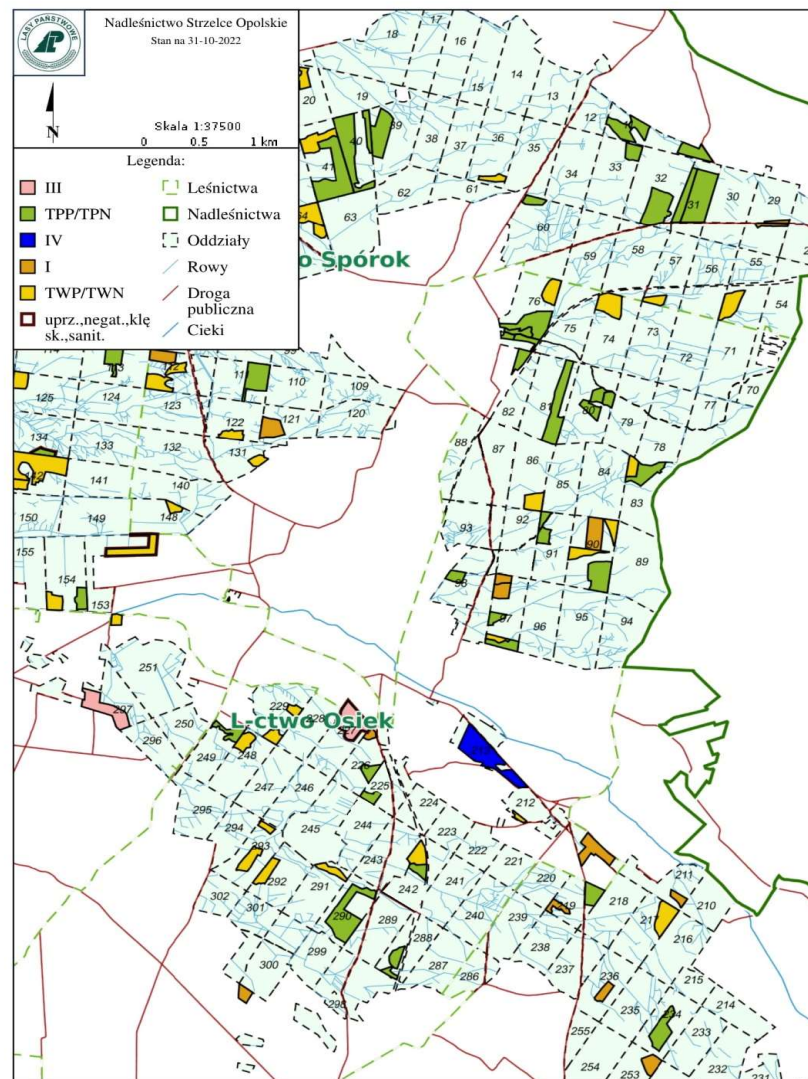 LASY PAŃSTWOWE
Nadleśnictwo Strzelce Opolskie
Stan na 31-10-2022
N
Skala 1:37500
0 0.5 1 km
Legenda:
III
TPP/TPN
IV
I
TWP/TWN
uprz.,negat.,klę
sk.,sanit.
Leśnictwa
Nadleśnictwa
Oddziały
Rowy
Droga
publiczna
Cieki
17
18 16
14
15 13
20 19 12
39 38 37 35
40 36 34 33 32
41 62 61 31 30 29
63 60
o Spórok
59 58 57 56 55
76 54
75 74 73 72 71
70
110 109
125 124 123 120
122 121
134 133 132 131
82 81 80 79 77
88 87 86 78
141 140 85 84 83
150 149 148
93 92 91 90 89
155 154 153
98 97 96 95 94
251
297 296 250
229 228
L-ctwo Osiek
249 248 226 225
247 246 224 212
295 294 245 244 223 222 221
293 292 291 243 242 241 220 219 218 211 210
302 301 290 289 240 239 217 216
300 299 288 287 286 238 237 236 215
298 235 234 214
255 254 253 233 232 231